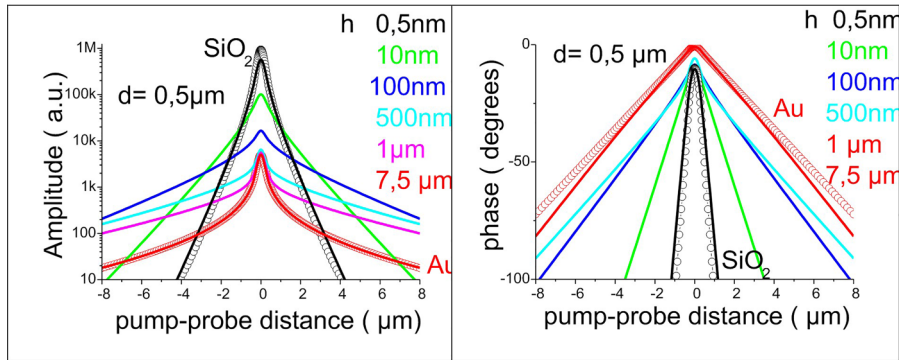 h 0,5nm
1M
SiO2
10nm
100k
d= 0,5µm
100nm
10k
500nm
1µm
1k
7,5 µm
100
Au
10
-8 -6 -4 -2 0 2 4 6 8
pump-probe distance ( µm)
Amplitude ( a.u.)
h 0,5nm
0
d = 0,5 µm
10nm
100nm
Au
500nm
-50
1 µm
7,5 µm
SiO2
-100
-8 -6 -4 -2 0 2 4 6 8
pump-probe distance ( µm)
phase ( degrees)